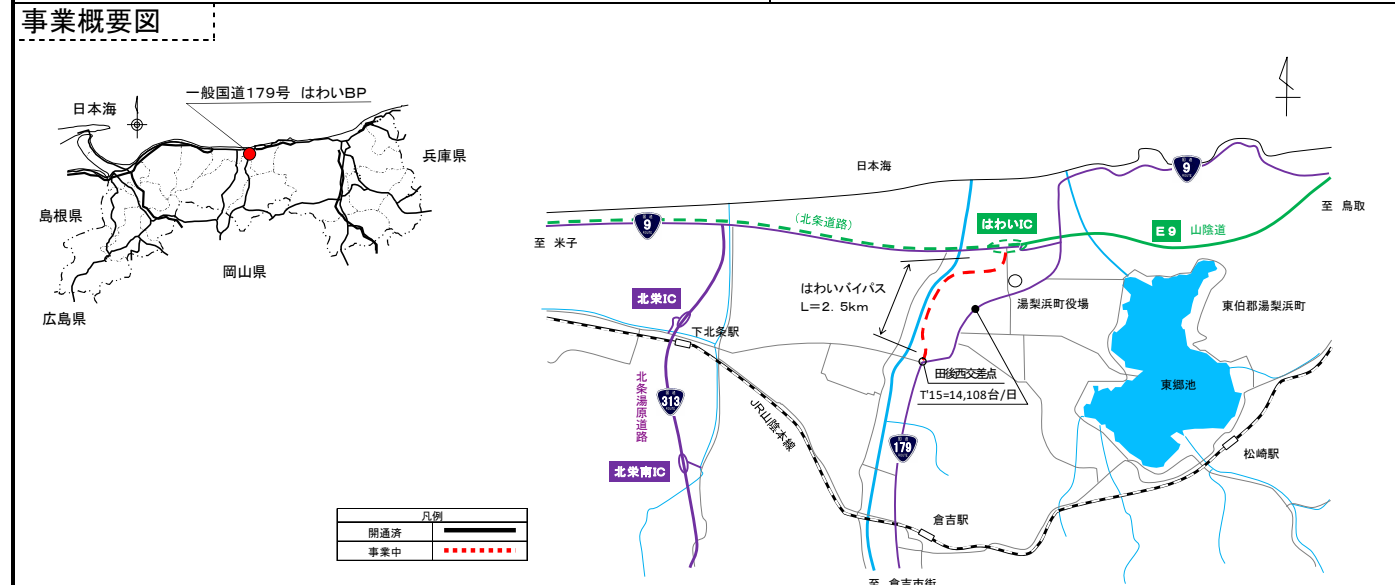 事業概要図
一般国道179号 はわいBP
日本海
兵庫県
島根県
岡山県
広島県
日本海
9
至 鳥取
9
(北条道路)
はわいIC
E9 山陰道
至 米子
はわいバイパス
L=2.5km
湯梨浜町役場
東伯郡湯梨浜町
北栄IC
下北条駅
田後西交差点
T'15=14,108台/日
東郷池
北条湯原道路
313
JR山陰本線
179
松崎駅
北栄南IC
倉吉駅
凡例
開通済
事業中
至 倉吉市街